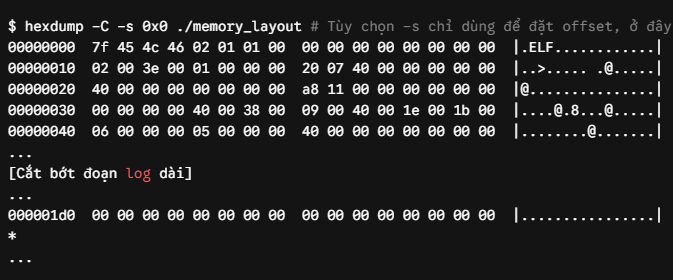 $ hexdump -C -s 0x0 ./memory_layout # Tùy chọn -s chỉ dùng để đặt offset, ở đây
00000000  7f 45 4c 46 02 01 01 00  00 00 00 00 00 00 00 00  |.ELF............|
00000010  02 00 3e 00 01 00 00 00  20 07 40 00 00 00 00 00  |..>..... .@.....|
00000020  40 00 00 00 00 00 00 00  a8 11 00 00 00 00 00 00  |@...............|
00000030  00 00 00 00 40 00 38 00  09 00 40 00 1e 00 1b 00  |....@.8...@.....|
00000040  06 00 00 00 05 00 00 00  40 00 00 00 00 00 00 00  |........@.......|
...
[Cắt bớt đoạn log dài]
...
000001d0  00 00 00 00 00 00 00 00  00 00 00 00 00 00 00 00  |................|
*
...